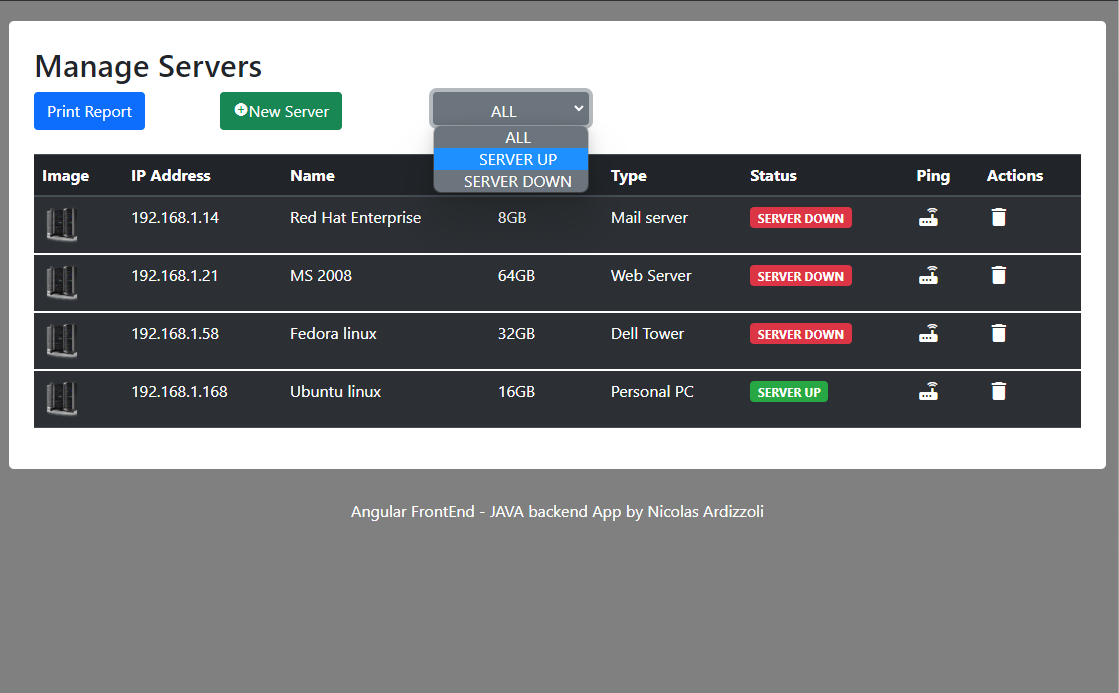 Manage Servers
Print Report
New Server
ALL
ALL
SERVER UP
SERVER DOWN
Image IP Address Name Type Status Ping Actions
192.168.1.14 Red Hat Enterprise 8GB Mail server SERVER DOWN
192.168.1.21 MS 2008 64GB Web Server SERVER DOWN
192.168.1.58 Fedora linux 32GB Dell Tower SERVER DOWN
192.168.1.168 Ubuntu linux 16GB Personal PC SERVER UP
Angular FrontEnd - JAVA backend App by Nicolas Ardizzoli